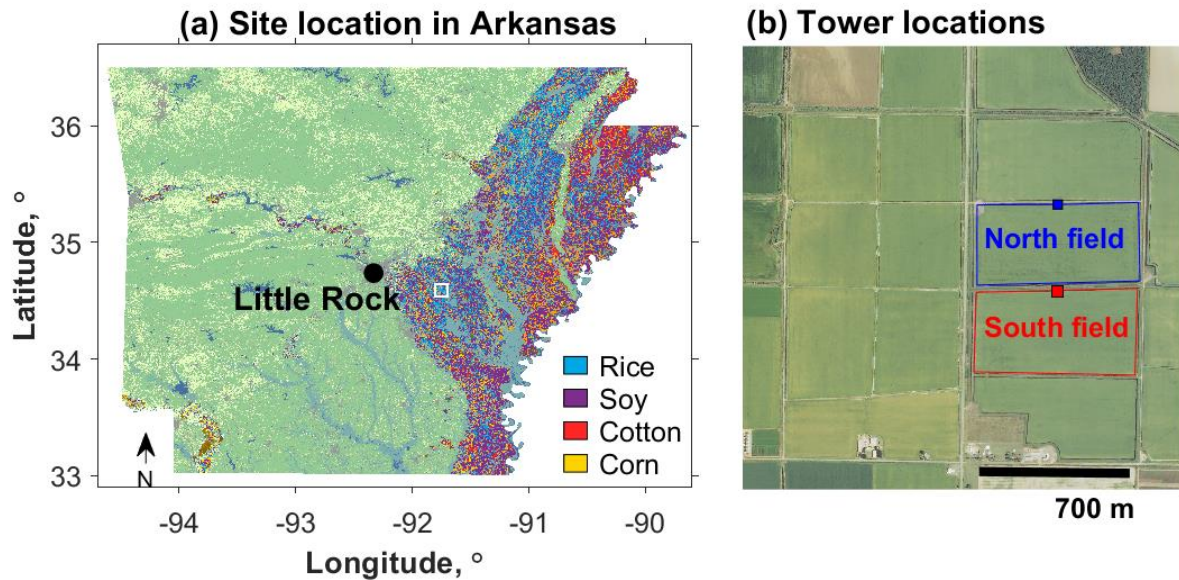 (a) Site location in Arkansas
(b) Tower locations
36
35
34
33
Latitude, °
Little Rock
Rice
Soy
Cotton
Corn
N
-94
-93
-92
-91
-90
Longitude, °
North field
South field
700 m